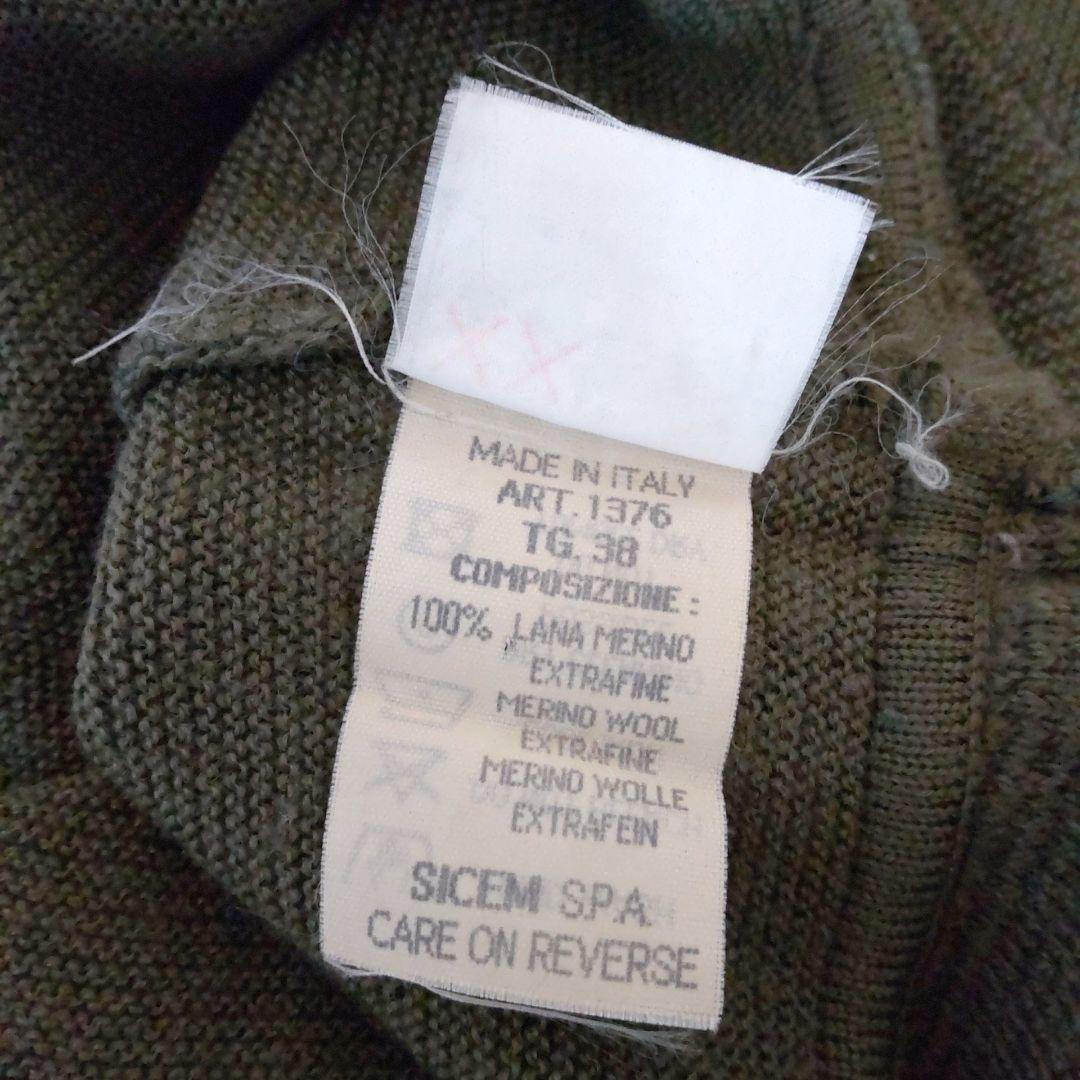 XX
MADE IN ITALY
ART. 1376
TG. 38
COMPOSIZIONE :
100% LANA MERINO
EXTRAFINE
MERINO WOOL
EXTRAFINE
MERINO WOLLE
EXTRAFEIN
SICEM S.P.A.
CARE ON REVERSE